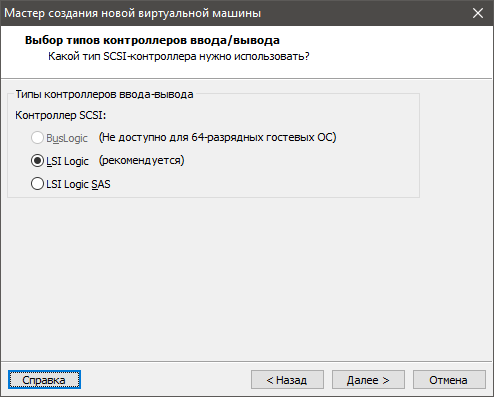 Мастер создания новой виртуальной машины
Выбор типов контроллеров ввода/вывода
Какой тип SCSI-контроллера нужно использовать?
Типы контроллеров ввода-вывода
Контроллер SCSI:
BusLogic (Не доступно для 64-разрядных гостевых ОС)
LSI Logic (рекомендуется)
LSI Logic SAS
Справка < Назад Далее > Отмена